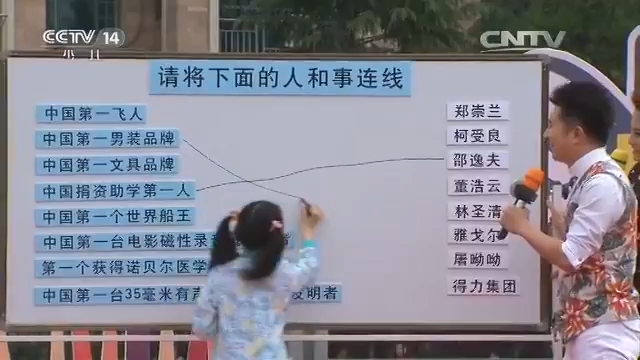 CCTV 14
少儿
CNTV
请将下面的人和事连线
中国第一飞人
中国第一男装品牌
中国第一文具品牌
中国捐资助学第一人
中国第一个世界船王
中国第一台电影磁性录音
第一个获得诺贝尔医学
中国第一台35毫米有声
发明者
郑崇兰
柯受良
邵逸夫
董浩云
林圣清
雅戈尔
屠呦呦
得力集团